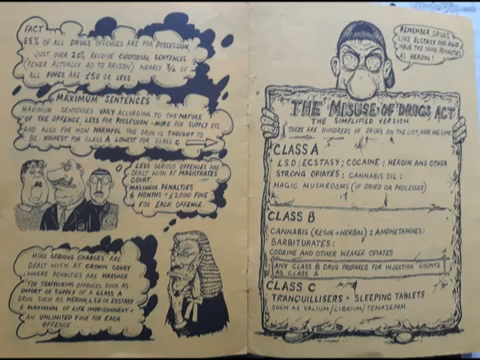 FACT
85% OF ALL DRUGS OFFENCES ARE FOR POSSESSION
JUST OVER 20% RECEIVE CUSTODIAL SENTENCES
(FEWER ACTUALLY GO TO PRISON) NEARLY 3/4 OF
ALL FINES ARE £50 OR LESS
MAXIMUM SENTENCES
MAXIMUM SENTENCES VARY ACCORDING TO THE NATURE
OF THE OFFENCE, LESS FOR POSSESSION - MORE FOR SUPPLY ETC.
AND ALSO FOR HOW HARMFUL THE DRUG IS THOUGHT TO
BE HIGHEST FOR CLASS A LOWEST FOR CLASS C
LESS SERIOUS OFFENCES ARE
DEALT WITH AT MAGISTRATES
COURT.
MAXIMUM PENALTIES
6 MONTHS + £2,000 FINE
FOR EACH OFFENCE.
MORE SERIOUS CHARGES ARE
DEALT WITH AT CROWN COURT
WHERE PENALTIES ARE HARSHER
FOR TRAFFICKING OFFENCES SUCH AS
IMPORT OR SUPPLY OF A CLASS A
DRUG SUCH AS HEROIN, L.S.D OR ECSTASY
A MAXIMUM OF LIFE IMPRISONMENT +
AN UNLIMITED FINE FOR EACH
OFFENCE
REMEMBER DRUGS
LIKE ECSTASY AND ACID
HAVE THE SAME PENALTIES
AS HEROIN!
THE MISUSE OF DRUGS ACT
THE SIMPLIFIED VERSION
THERE ARE HUNDREDS OF DRUGS ON THE LIST, HERE ARE SOME
CLASS A
L.S.D; ECSTASY; COCAINE; HEROIN AND OTHER
STRONG OPIATES; CANNABIS OIL:
MAGIC MUSHROOMS (IF DRIED OR PROCESSED)
CLASS B
CANNABIS (RESIN + HERBAL); AMPHETAMINES:
BARBITURATES:
CODEINE AND OTHER WEAKER OPIATES
ANY CLASS B DRUG PREPARED FOR INJECTION COUNTS
AS CLASS A
CLASS C
TRANQUILLISERS + SLEEPING TABLETS
SUCH AS VALIUM/LIBRIUM/TEMAZEPAM.